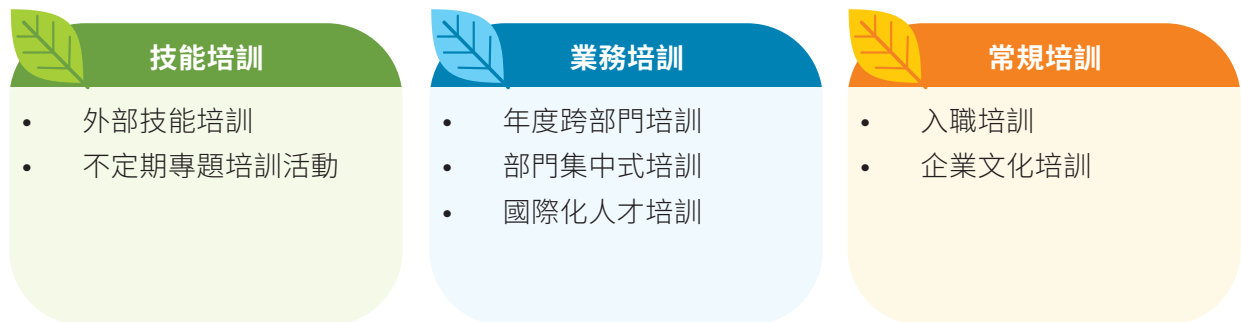 技能培訓
• 外部技能培訓
• 不定期專題培訓活動
業務培訓
• 年度跨部門培訓
• 部門集中式培訓
• 國際化人才培訓
常規培訓
• 入職培訓
• 企業文化培訓